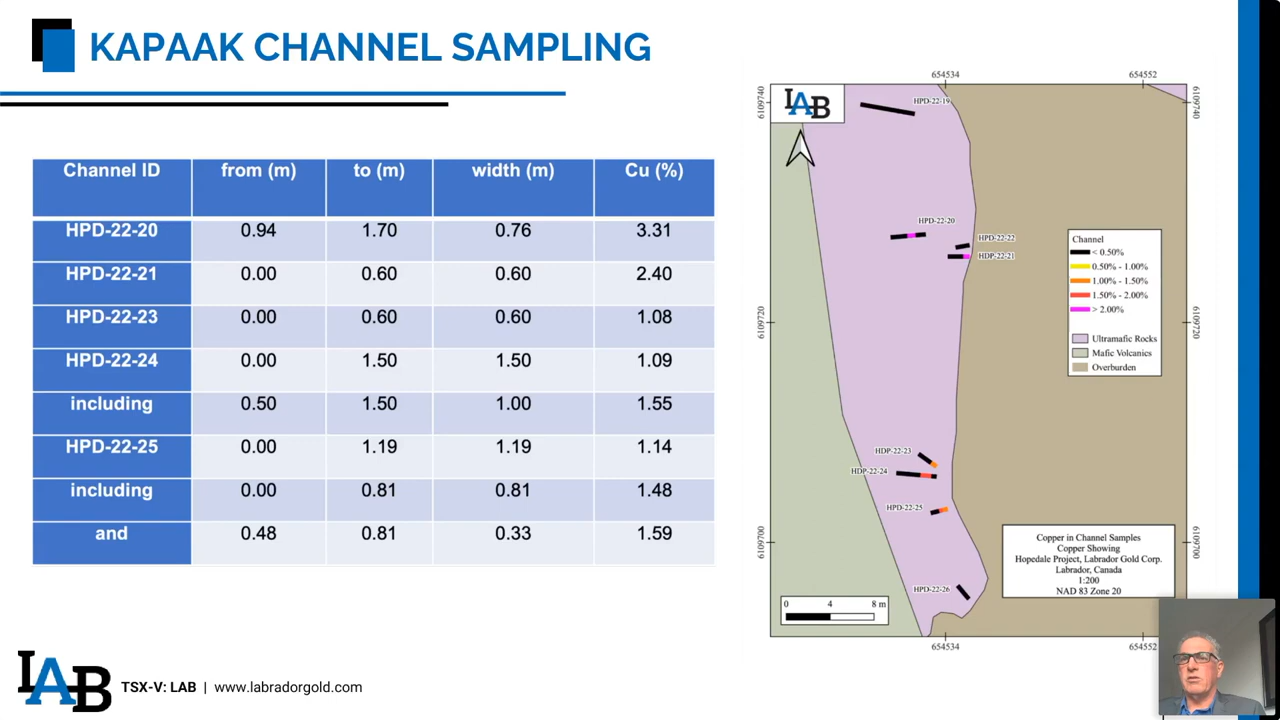 KAPAAK CHANNEL SAMPLING
Channel ID from (m) to (m) width (m) Cu (%)
HPD-22-20 0.94 1.70 0.76 3.31
HPD-22-21 0.00 0.60 0.60 2.40
HPD-22-23 0.00 0.60 0.60 1.08
HPD-22-24 0.00 1.50 1.50 1.09
including 0.50 1.50 1.00 1.55
HPD-22-25 0.00 1.19 1.19 1.14
including 0.00 0.81 0.81 1.48
and 0.48 0.81 0.33 1.59
654534 654552
LAB
6109740
6109740
HPD-22-19
HPD-22-20
HPD-22-22
HDP-22-21
Channel
< 0.50%
0.50% - 1.00%
1.00% - 1.50%
1.50% - 2.00%
> 2.00%
Ultramafic Rocks
Mafic Volcanics
Overburden
6109720
6109720
HDP-22-23
HDP-22-24
HPD-22-25
6109700
6109700
Copper in Channel Samples
Copper Showing
Hopedale Project, Labrador Gold Corp.
Labrador, Canada
1:200
NAD 83 Zone 20
HPD-22-26
0 4 8 m
654534 654552
LAB
TSX-V: LAB | www.labradorgold.com